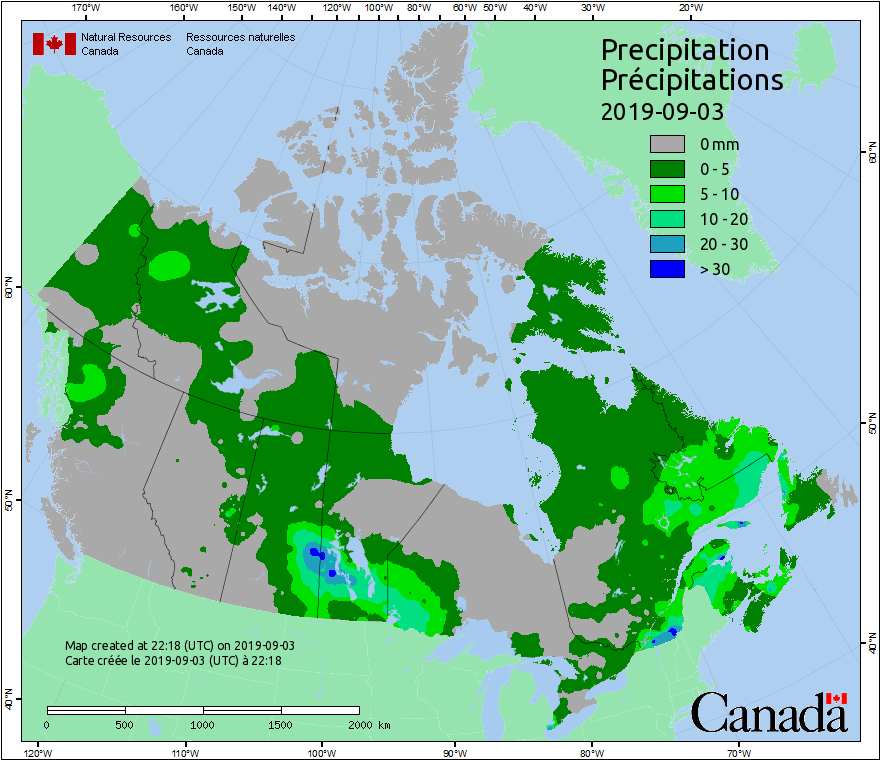 170°W 160°W 150°W 140°W 120°W 100°W 80°W 60°W 50°W 40°W 30°W 20°W
Natural Resources Ressources naturelles
Canada Canada
Precipitation
Précipitations
2019-09-03
0 mm
0 - 5
5 - 10
10 - 20
20 - 30
> 30
60°N
60°N
50°N
50°N
40°N
40°N
Map created at 22:18 (UTC) on 2019-09-03
Carte créée le 2019-09-03 (UTC) à 22:18
0 500 1000 1500 2000 km
Canada
120°W 110°W 100°W 90°W 80°W 70°W